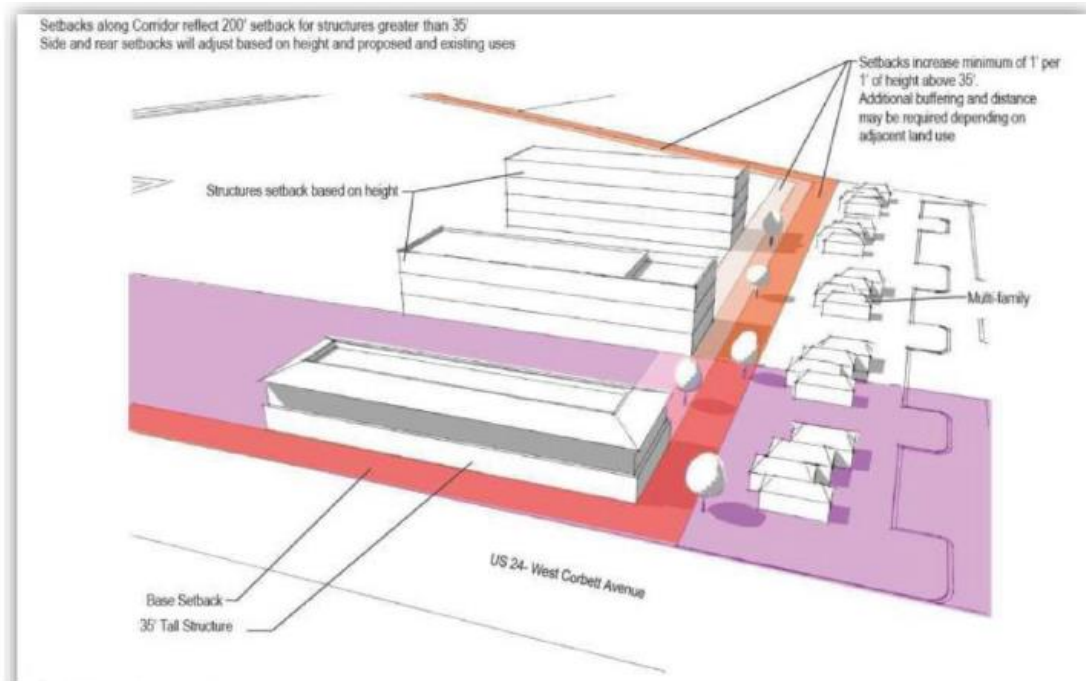 Setbacks along Corridor reflect 200' setback for structures greater than 35'
Side and rear setbacks will adjust based on height and proposed and existing uses
Setbacks increase minimum of 1' per
1' of height above 35'.
Additional buffering and distance
may be required depending on
adjacent land use
Structures setback based on height
Multi-family
US 24- West Corbett Avenue
Base Setback
35' Tall Structure